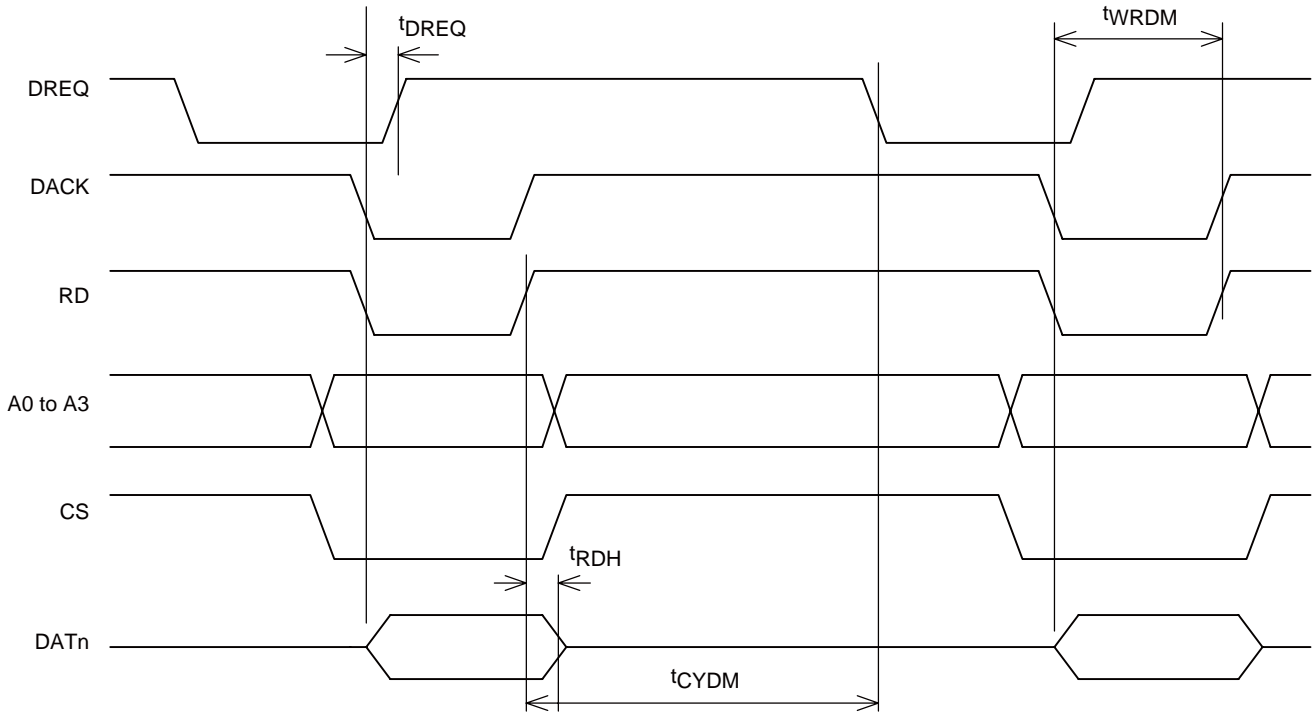 tDREQ
tWRDM
DREQ
DACK
RD
A0 to A3
CS
tRDH
DATn
tCYDM